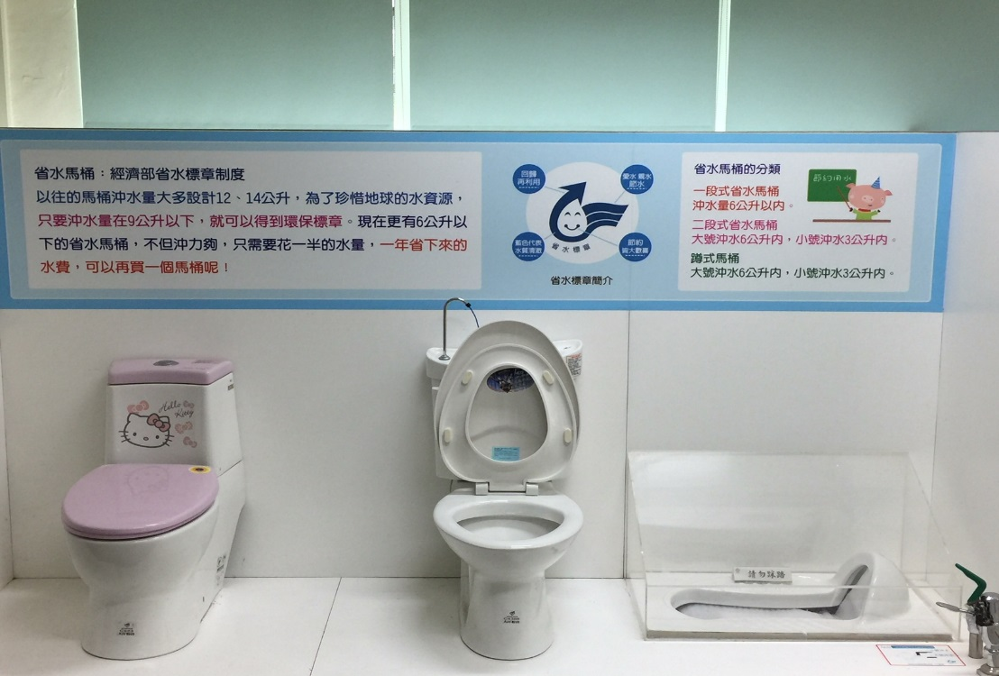 省水馬桶：經濟部省水標章制度
以往的馬桶沖水量大多設計12、14公升，為了珍惜地球的水資源，
只要沖水量在9公升以下，就可以得到環保標章。現在更有6公升以
下的省水馬桶，不但沖力夠，只需要花一半的水量，一年省下來的
水費，可以再買一個馬桶呢！
回歸
再利用
愛水 親水
節水
藍色代表
水質清澈
節約
皆大歡喜
省水標章
省水標章簡介
省水馬桶的分類
一段式省水馬桶
沖水量6公升以內。
二段式省水馬桶
大號沖水6公升內，小號沖水3公升內。
蹲式馬桶
大號沖水6公升內，小號沖水3公升內。
節約用水
Hello
Kitty
請勿踩踏